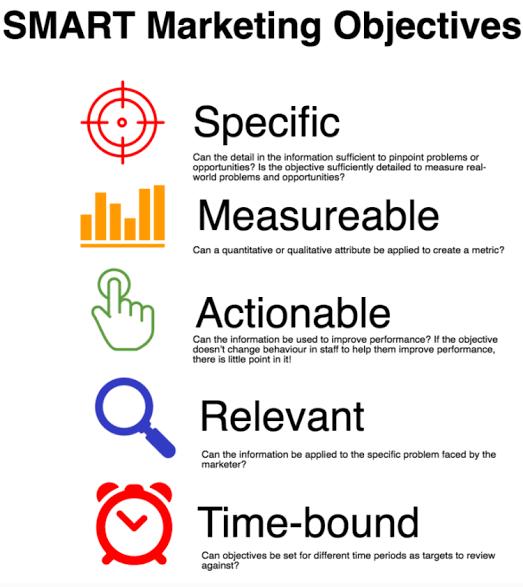 SMART Marketing Objectives
Specific
Can the detail in the information sufficient to pinpoint problems or
opportunities? Is the objective sufficiently detailed to measure real-
world problems and opportunities?
Measureable
Can a quantitative or qualitative attribute be applied to create a metric?
Actionable
Can the information be used to improve performance? If the objective
doesn't change behaviour in staff to help them improve performance,
there is little point in it!
Relevant
Can the information be applied to the specific problem faced by the
marketer?
Time-bound
Can objectives be set for different time periods as targets to review
against?